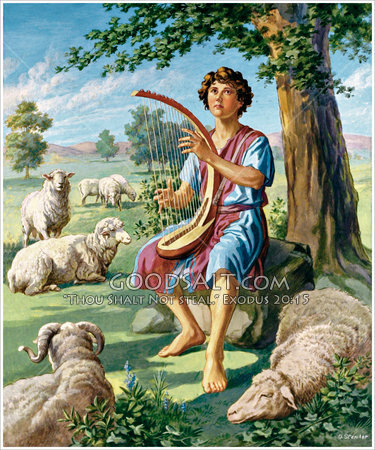 GOODSALT.COM
"THOU SHALT NOT STEAL." EXODUS 20:15